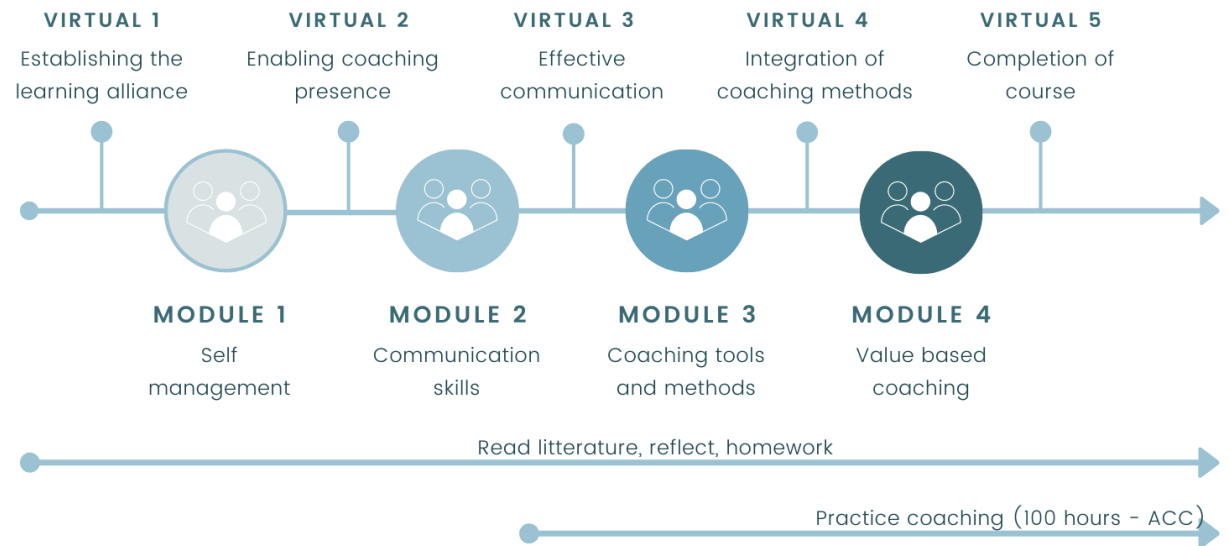 VIRTUAL 1
Establishing the
learning alliance
VIRTUAL 2
Enabling coaching
presence
VIRTUAL 3
Effective
communication
VIRTUAL 4
Integration of
coaching methods
VIRTUAL 5
Completion of
course
MODULE 1
Self
management
MODULE 2
Communication
skills
MODULE 3
Coaching tools
and methods
MODULE 4
Value based
coaching
Read litterature, reflect, homework
Practice coaching (100 hours - ACC)